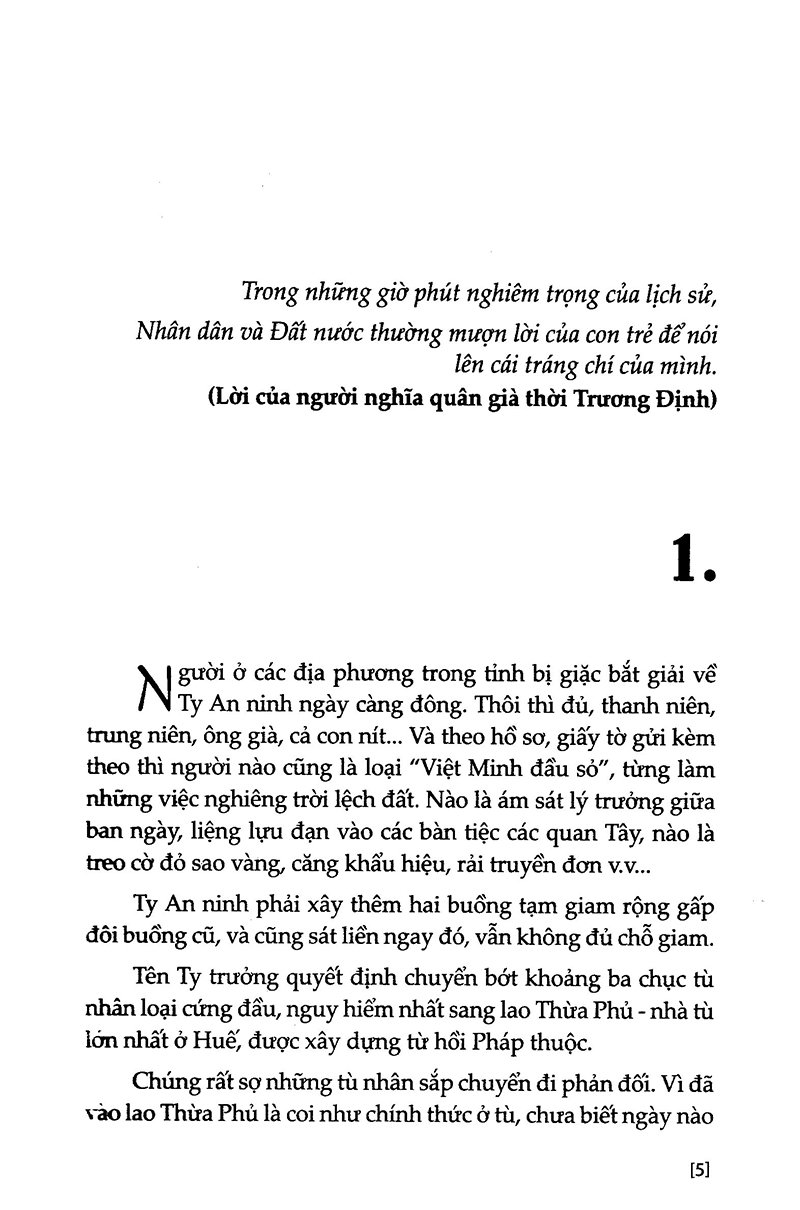 Trong những giờ phút nghiêm trọng của lịch sử,
Nhân dân và Đất nước thường mượn lời của con trẻ để nói
lên cái tráng chí của mình.
(Lời của người nghĩa quân già thời Trương Định)
1.
Người ở các địa phương trong tỉnh bị giặc bắt giải về
Ty An ninh ngày càng đông. Thôi thì đủ, thanh niên,
trung niên, ông già, cả con nít... Và theo hồ sơ, giấy tờ gửi kèm
theo thì người nào cũng là loại “Việt Minh đầu sỏ”, từng làm
những việc nghiêng trời lệch đất. Nào là ám sát lý trưởng giữa
ban ngày, liệng lựu đạn vào các bàn tiệc các quan Tây, nào là
treo cờ đỏ sao vàng, căng khẩu hiệu, rải truyền đơn v.v...
Ty An ninh phải xây thêm hai buồng tạm giam rộng gấp
đôi buồng cũ, và cũng sát liền ngay đó, vẫn không đủ chỗ giam.
Tên Ty trưởng quyết định chuyển bớt khoảng ba chục tù
nhân loại cứng đầu, nguy hiểm nhất sang lao Thừa Phủ - nhà tù
lớn nhất ở Huế, được xây dựng từ hồi Pháp thuộc.
Chúng rất sợ những tù nhân sắp chuyển đi phản đối. Vì đã
vào lao Thừa Phủ là coi như chính thức ở tù, chưa biết ngày nào
[5]